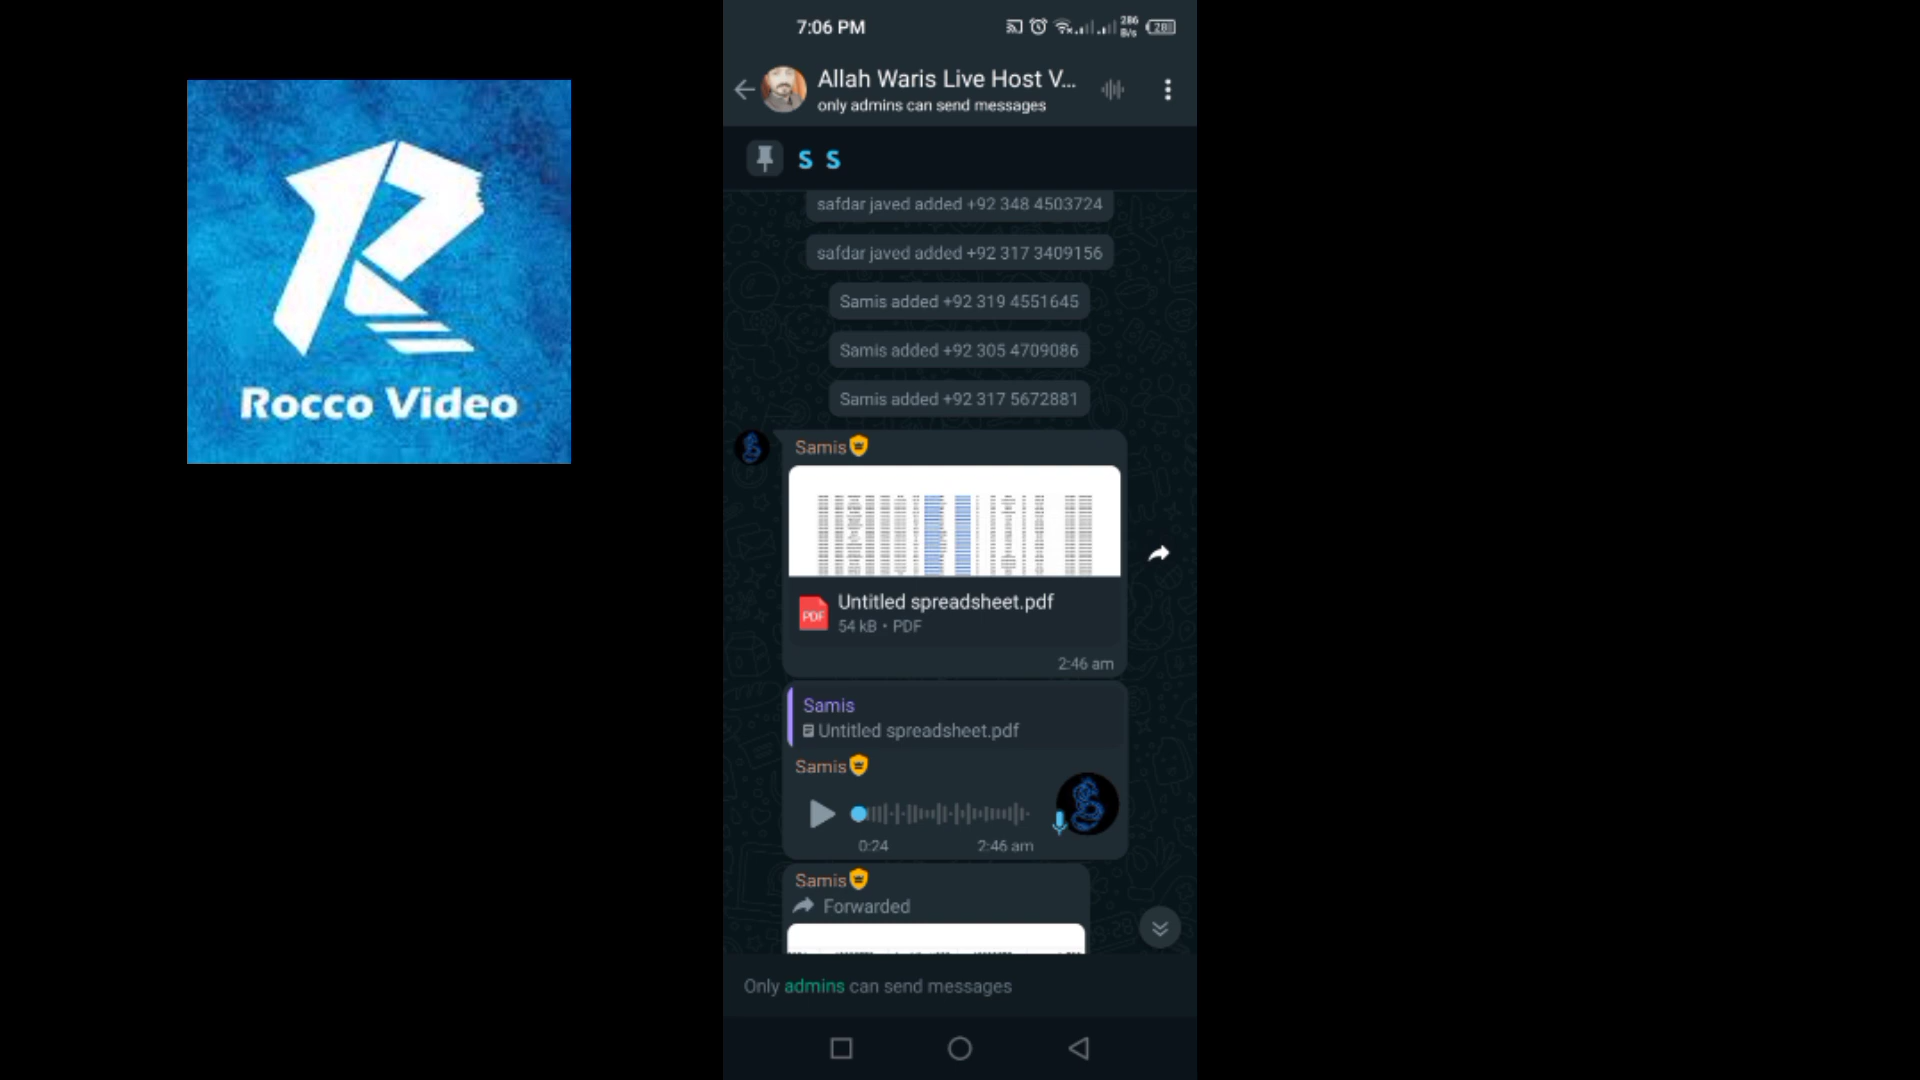 Rocco Video
7:06 PM
286
B/s
28
Allah Waris Live Host V...
only admins can send messages
S S
safdar javed added +92 348 4503724
safdar javed added +92 317 3409156
Samis added +92 319 4551645
Samis added +92 305 4709086
Samis added +92 317 5672881
Samis
PDF
Untitled spreadsheet.pdf
54 kB • PDF
2:46 am
Samis
Untitled spreadsheet.pdf
Samis
0:24
2:46 am
Samis
Forwarded
Only admins can send messages